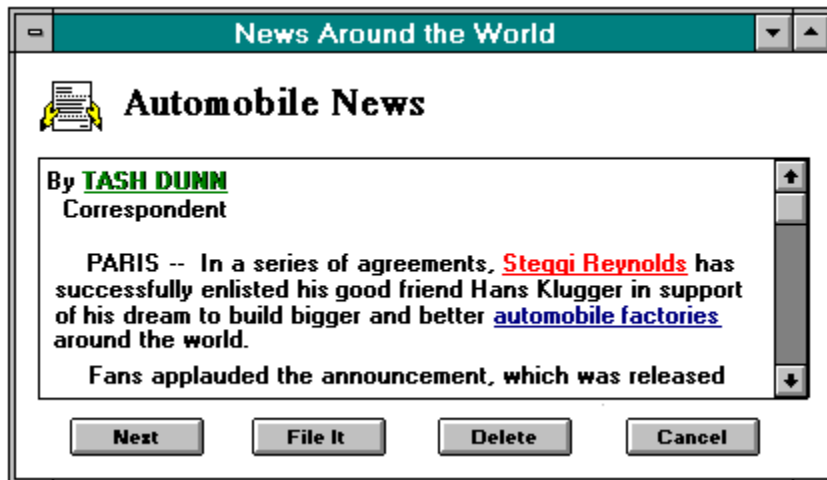 News Around the World
Automobile News
By TASH DUNN
Correspondent
PARIS -- In a series of agreements, Steggi Reynolds has
successfully enlisted his good friend Hans Klugger in support
of his dream to build bigger and better automobile factories
around the world.
Fans applauded the announcement, which was released
Next File It Delete Cancel